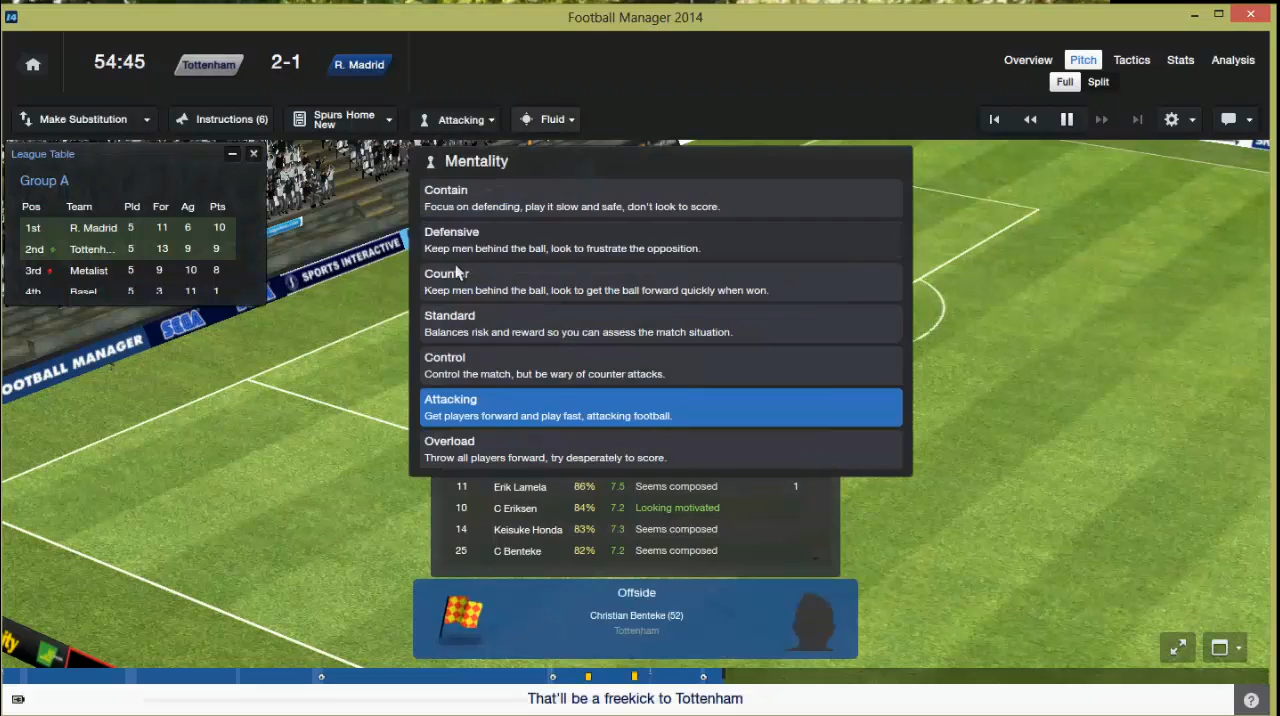 14
Football Manager 2014
54:45
Tottenham
2-1
R. Madrid
Overview
Pitch
Tactics
Stats
Analysis
Full
Split
Make Substitution
Instructions (6)
Spurs Home
New
Attacking
Fluid
League Table
Group A
Pos Team Pld For Ag Pts
1st R. Madrid 5 11 6 10
2nd Tottenh... 5 13 9 9
3rd Metalist 5 9 10 8
4th Basel 5 3 11 1
Mentality
Contain
Focus on defending, play it slow and safe, don't look to score.
Defensive
Keep men behind the ball, look to frustrate the opposition.
Counter
Keep men behind the ball, look to get the ball forward quickly when won.
Standard
Balances risk and reward so you can assess the match situation.
Control
Control the match, but be wary of counter attacks.
Attacking
Get players forward and play fast, attacking football.
Overload
Throw all players forward, try desperately to score.
11 Erik Lamela 86% 7.5 Seems composed 1
10 C Eriksen 84% 7.2 Looking motivated
14 Keisuke Honda 83% 7.3 Seems composed
25 C Benteke 82% 7.2 Seems composed
Offside
Christian Benteke (52)
Tottenham
SPORTS INTERACTIVE
SEGA
OOTBALL MANAGER
That'll be a freekick to Tottenham